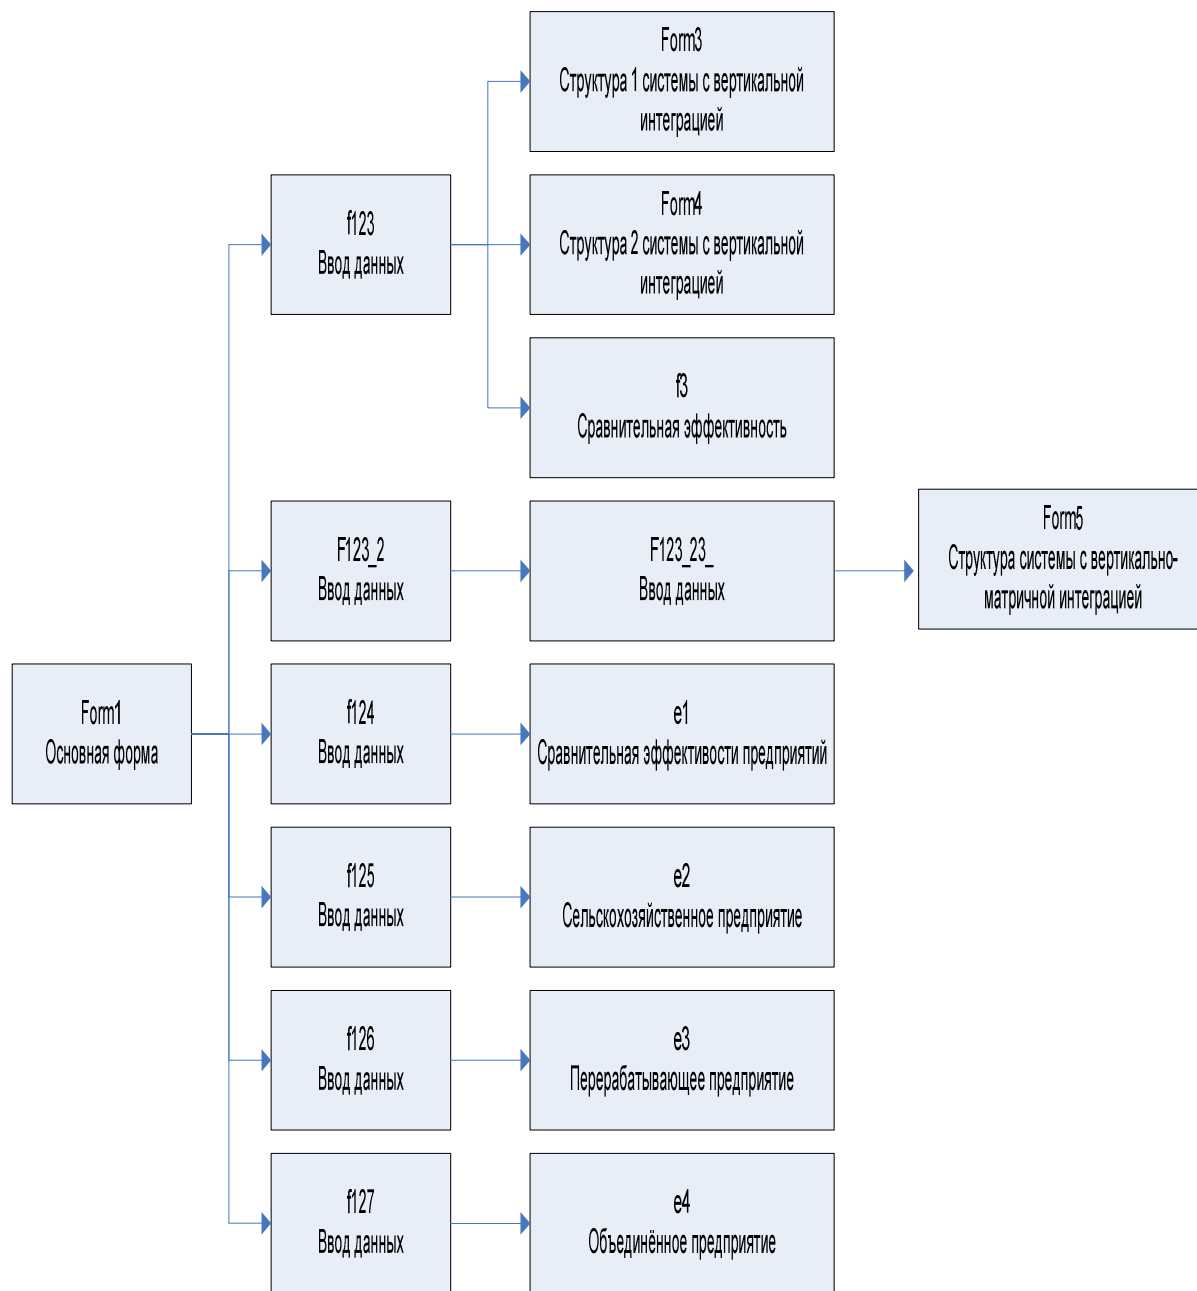 Form3
Структура 1 системы с вертикальной
интеграцией
f123
Ввод данных
Form4
Структура 2 системы с вертикальной
интеграцией
f3
Сравнительная эффективность
F123_2
Ввод данных
F123_23_
Ввод данных
Form5
Структура системы с вертикально-
матричной интеграцией
Form1
Основная форма
f124
Ввод данных
e1
Сравнительная эффективости предприятий
f125
Ввод данных
e2
Сельскохозяйственное предприятие
f126
Ввод данных
e3
Перерабатывающее предприятие
f127
Ввод данных
e4
Объединённое предприятие